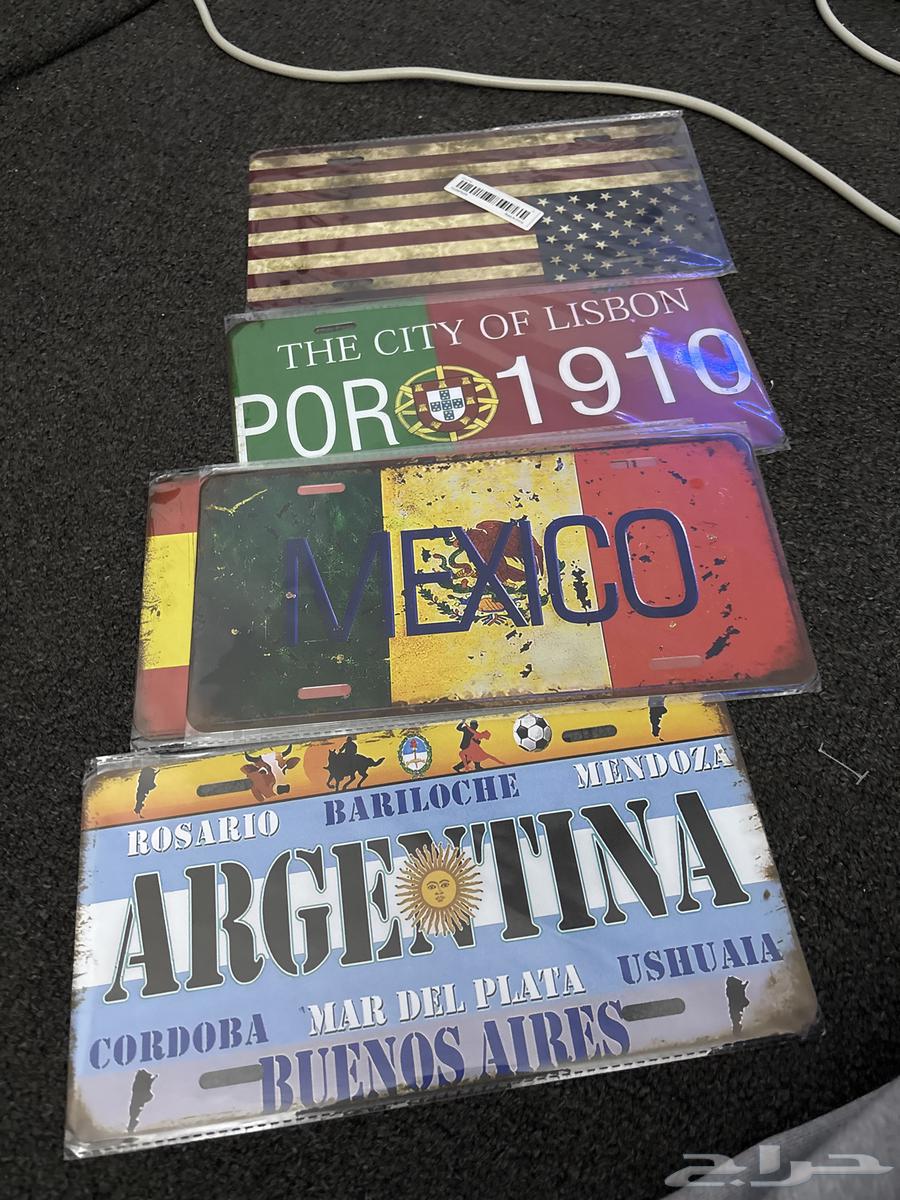 THE CITY OF LISBON
POR 1910
MEXICO
MENDOZA
BARILOCHE
ROSARIO
ARGENTINA
USHUAIA
MAR DEL PLATA
CORDOBA
BUENOS AIRES
حراج